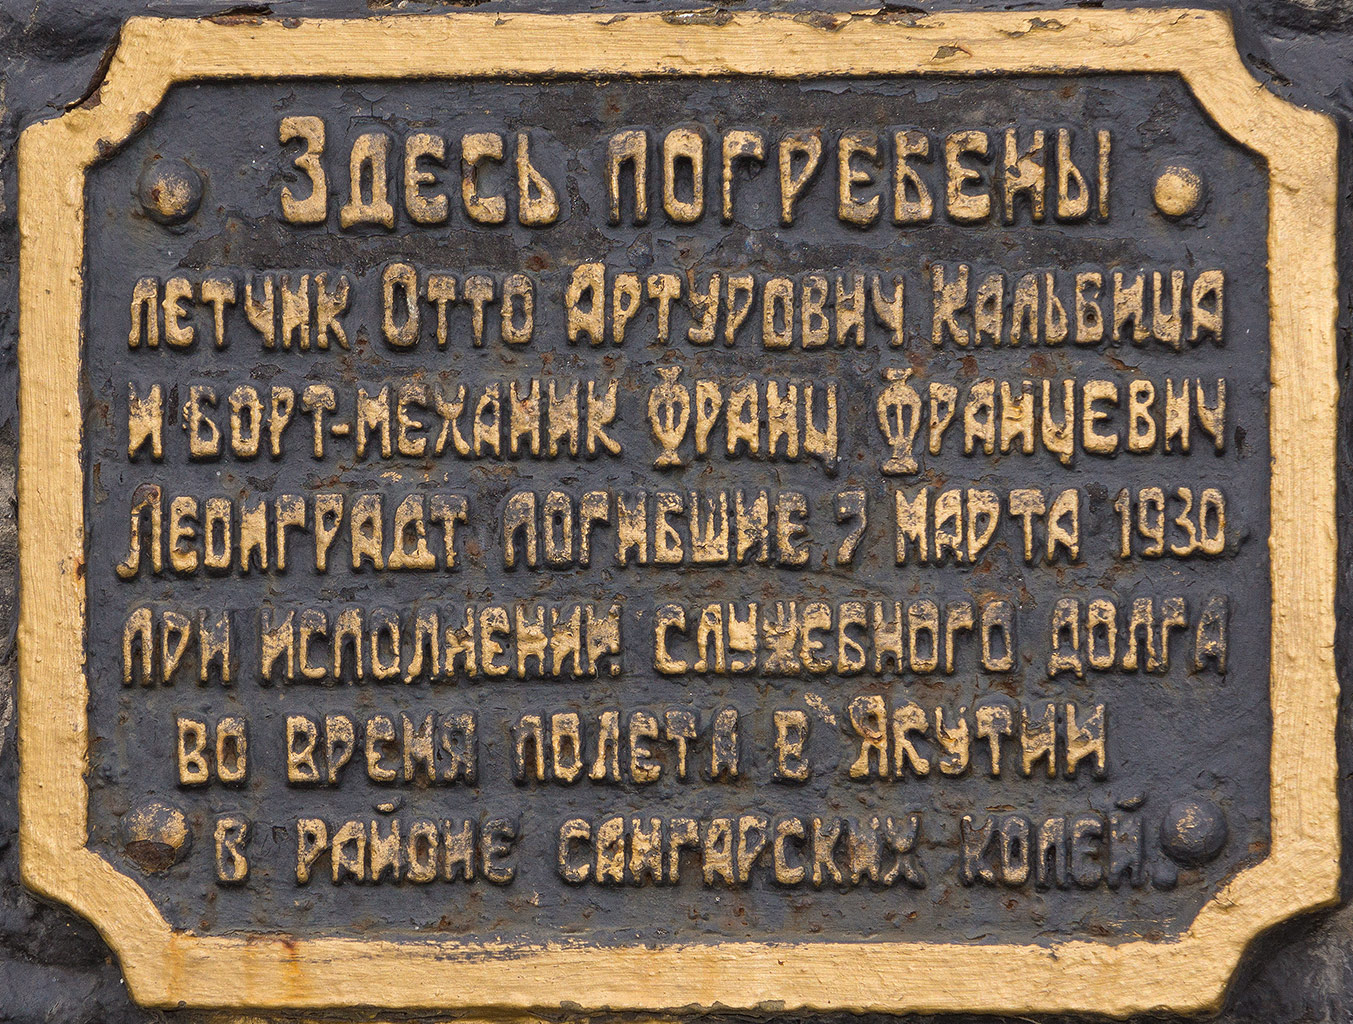 Здесь погребены
летчик Отто Артурович Кальвица
и борт-механик Франц Францевич
Леонградт погибшие 7 марта 1930
при исполнении служебного долга
во время полета в Якутии
в районе Сангарских копей.